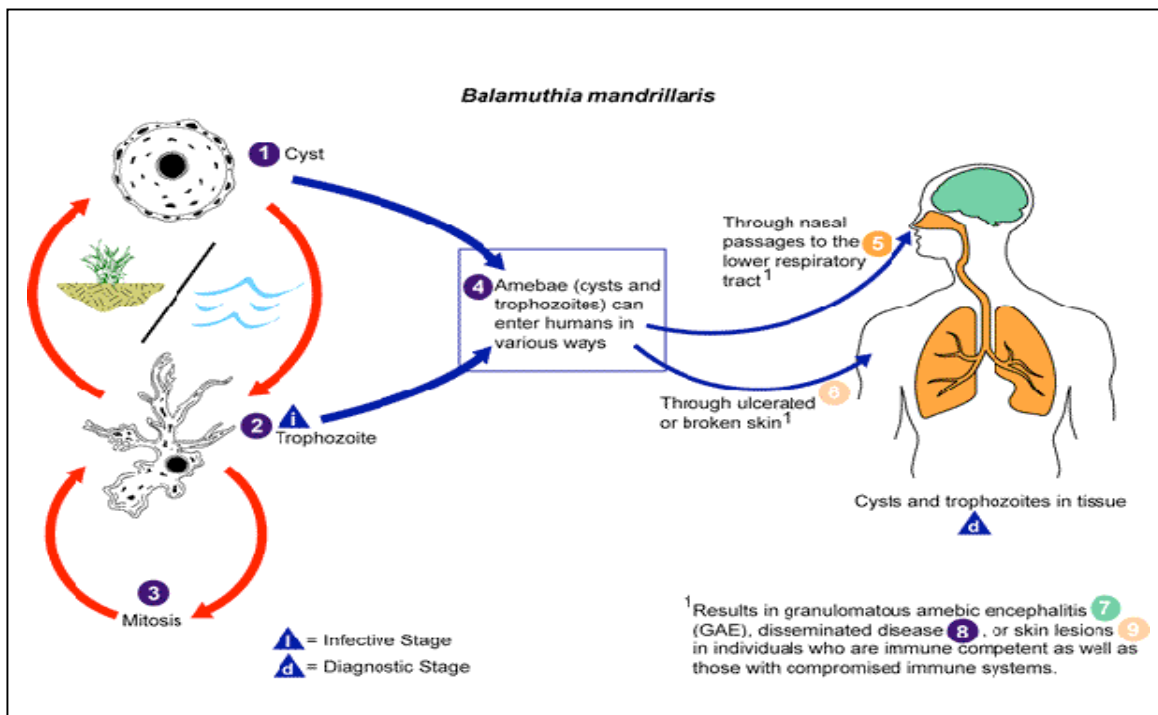 Balamuthia mandrillaris
1 Cyst
2 i Trophozoite
3
Mitosis
4 Amebae (cysts and
trophozoites) can
enter humans in
various ways
Through nasal
passages to the 5
lower respiratory
tract 1
6
Through ulcerated
or broken skin 1
Cysts and trophozoites in tissue
d
i = Infective Stage
d = Diagnostic Stage
1 Results in granulomatous amebic encephalitis 7
(GAE), disseminated disease 8 , or skin lesions 9
in individuals who are immune competent as well as
those with compromised immune systems.